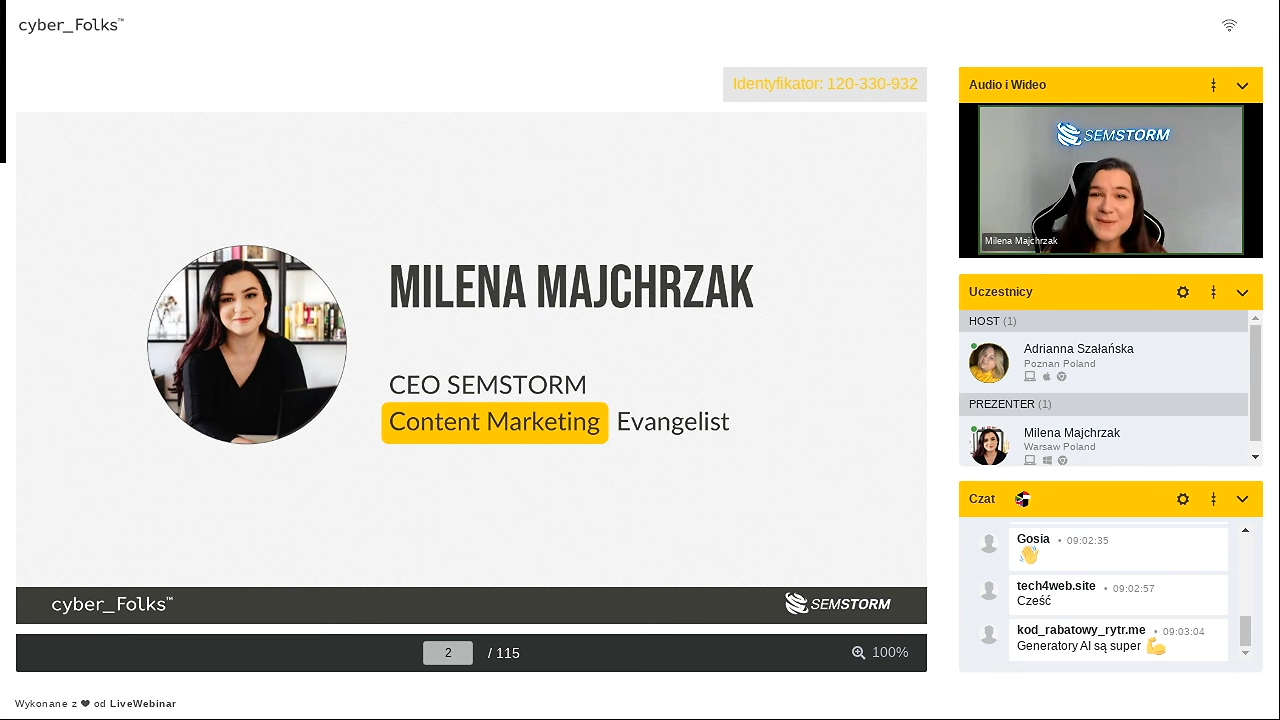 cyber_Folks™
Identyfikator: 120-330-932
MILENA MAJCHRZAK
CEO SEMSTORM
Content Marketing Evangelist
cyber_Folks™
SEMSTORM
2 / 115
100%
Wykonane z od LiveWebinar
Audio i Wideo
SEMSTORM
Milena Majchrzak
Uczestnicy
HOST (1)
Adrianna Szałańska
Poznan Poland
PREZENTER (1)
Milena Majchrzak
Warsaw Poland
Czat
Gosia • 09:02:35
tech4web.site • 09:02:57
Cześć
kod_rabatowy_rytr.me • 09:03:04
Generatory AI są super